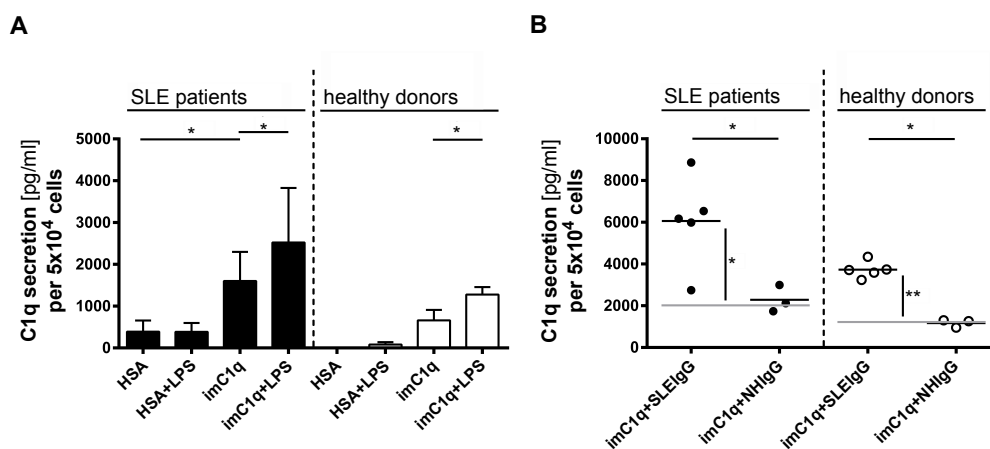 A
SLE patients
healthy donors
*
*
*
C1q secretion [pg/ml]
per 5x10⁴ cells
5000
4000
3000
2000
1000
0
HSA
HSA+LPS
imC1q
imC1q+LPS
HSA
HSA+LPS
imC1q
imC1q+LPS
B
SLE patients
healthy donors
*
*
C1q secretion [pg/ml]
per 5x10⁴ cells
10000
8000
6000
4000
2000
0
*
**
imC1q+SLEIgG
imC1q+NHIgG
imC1q+SLEIgG
imC1q+NHIgG